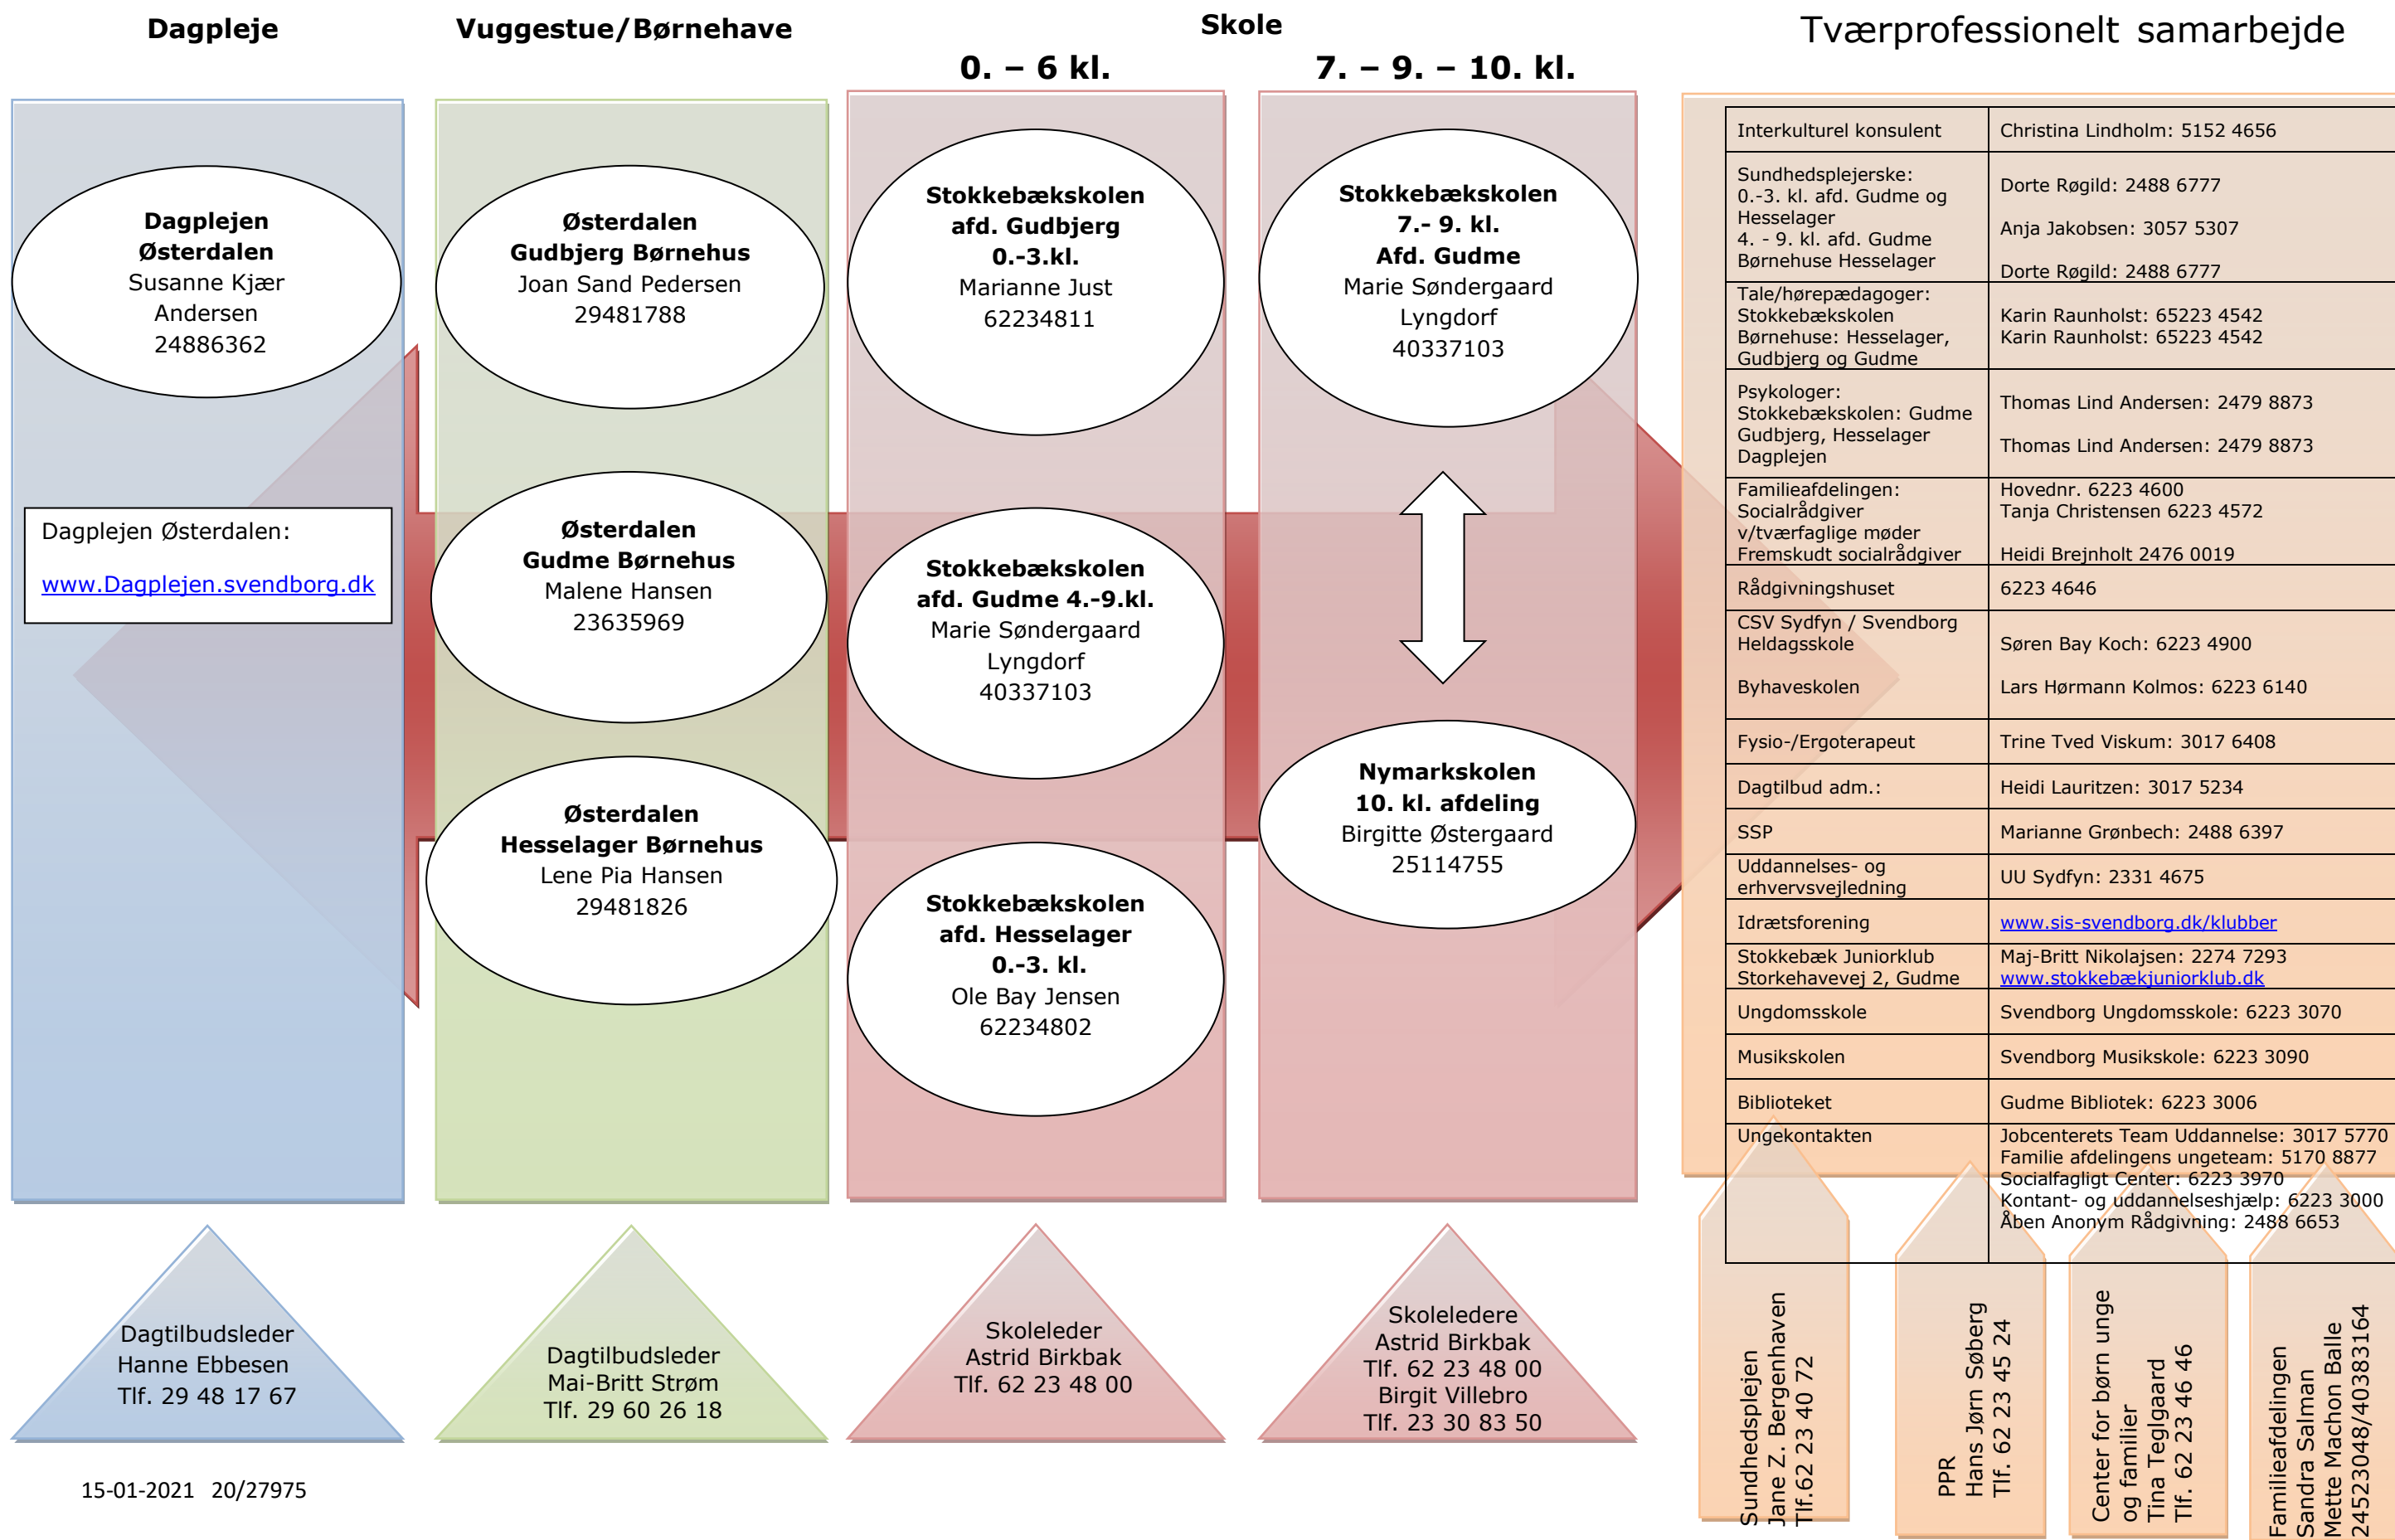 Dagpleje
Vuggestue/Børnehave
Skole
0. – 6 kl.
7. – 9. – 10. kl.
Tværprofessionelt samarbejde
Dagplejen
Østerdalen
Susanne Kjær
Andersen
24886362
Dagplejen Østerdalen:
www.Dagplejen.svendborg.dk
Østerdalen
Gudbjerg Børnehus
Joan Sand Pedersen
29481788
Østerdalen
Gudme Børnehus
Malene Hansen
23635969
Østerdalen
Hesselager Børnehus
Lene Pia Hansen
29481826
Stokkebækskolen
afd. Gudbjerg
0.-3.kl.
Marianne Just
62234811
Stokkebækskolen
afd. Gudme 4.-9.kl.
Marie Søndergaard
Lyngdorf
40337103
Stokkebækskolen
afd. Hesselager
0.-3. kl.
Ole Bay Jensen
62234802
Stokkebækskolen
7.- 9. kl.
Afd. Gudme
Marie Søndergaard
Lyngdorf
40337103
Nymarkskolen
10. kl. afdeling
Birgitte Østergaard
25114755
Interkulturel konsulent
Christina Lindholm: 5152 4656
Sundhedsplejerske:
0.-3. kl. afd. Gudme og
Hesselager
4. - 9. kl. afd. Gudme
Børnehuse Hesselager
Dorte Røgild: 2488 6777
Anja Jakobsen: 3057 5307
Dorte Røgild: 2488 6777
Tale/hørepædagoger:
Stokkebækskolen
Børnehuse: Hesselager,
Gudbjerg og Gudme
Karin Raunholst: 65223 4542
Karin Raunholst: 65223 4542
Psykologer:
Stokkebækskolen: Gudme
Gudbjerg, Hesselager
Dagplejen
Thomas Lind Andersen: 2479 8873
Thomas Lind Andersen: 2479 8873
Familieafdelingen:
Socialrådgiver
v/tværfaglige møder
Fremskudt socialrådgiver
Hovednr. 6223 4600
Tanja Christensen 6223 4572
Heidi Brejnholt 2476 0019
Rådgivningshuset
6223 4646
CSV Sydfyn / Svendborg
Heldagsskole
Byhaveskolen
Søren Bay Koch: 6223 4900
Lars Hørmann Kolmos: 6223 6140
Fysio-/Ergoterapeut
Trine Tved Viskum: 3017 6408
Dagtilbud adm.:
Heidi Lauritzen: 3017 5234
SSP
Marianne Grønbech: 2488 6397
Uddannelses- og
erhvervsvejledning
UU Sydfyn: 2331 4675
Idrætsforening
www.sis-svendborg.dk/klubber
Stokkebæk Juniorklub
Storkehavevej 2, Gudme
Maj-Britt Nikolajsen: 2274 7293
www.stokkebækjuniorklub.dk
Ungdomsskole
Svendborg Ungdomsskole: 6223 3070
Musikskolen
Svendborg Musikskole: 6223 3090
Biblioteket
Gudme Bibliotek: 6223 3006
Ungekontakten
Jobcenterets Team Uddannelse: 3017 5770
Familie afdelingens ungeteam: 5170 8877
Socialfagligt Center: 6223 3970
Kontant- og uddannelseshjælp: 6223 3000
Åben Anonym Rådgivning: 2488 6653
Dagtilbudsleder
Hanne Ebbesen
Tlf. 29 48 17 67
Dagtilbudsleder
Mai-Britt Strøm
Tlf. 29 60 26 18
Skoleleder
Astrid Birkbak
Tlf. 62 23 48 00
Skoleledere
Astrid Birkbak
Tlf. 62 23 48 00
Birgit Villebro
Tlf. 23 30 83 50
Sundhedsplejen
Jane Z. Bergenhaven
Tlf.62 23 40 72
PPR
Hans Jørn Søberg
Tlf. 62 23 45 24
Center for børn unge
og familier
Tina Teglgaard
Tlf. 62 23 46 46
Familieafdelingen
Sandra Salman
Mette Machon Balle
24523048/40383164
15-01-2021 20/27975